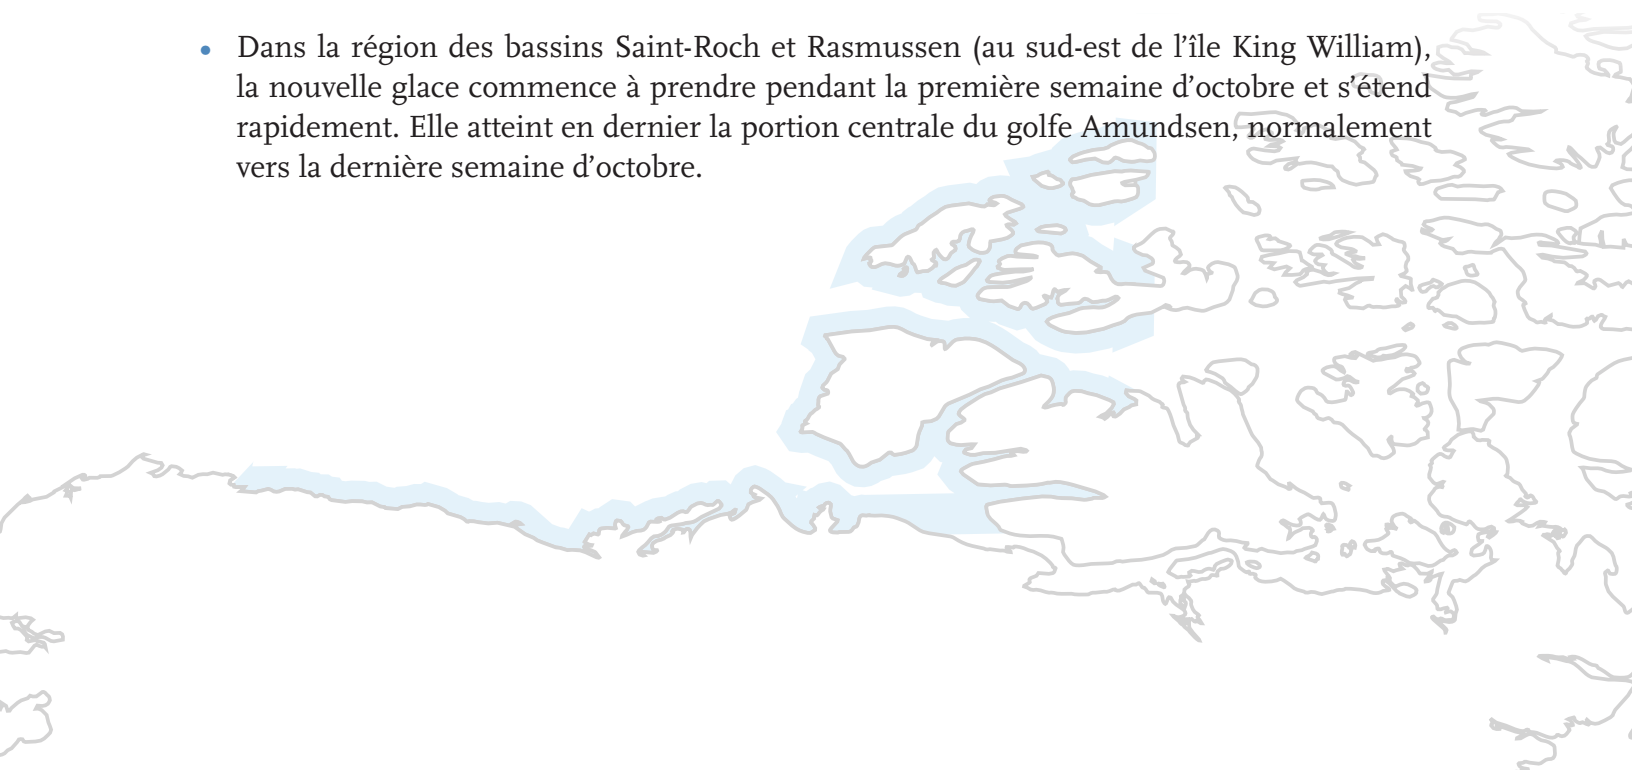 • Dans la région des bassins Saint-Roch et Rasmussen (au sud-est de l’île King William),
la nouvelle glace commence à prendre pendant la première semaine d’octobre et s’étend
rapidement. Elle atteint en dernier la portion centrale du golfe Amundsen, normalement
vers la dernière semaine d’octobre.